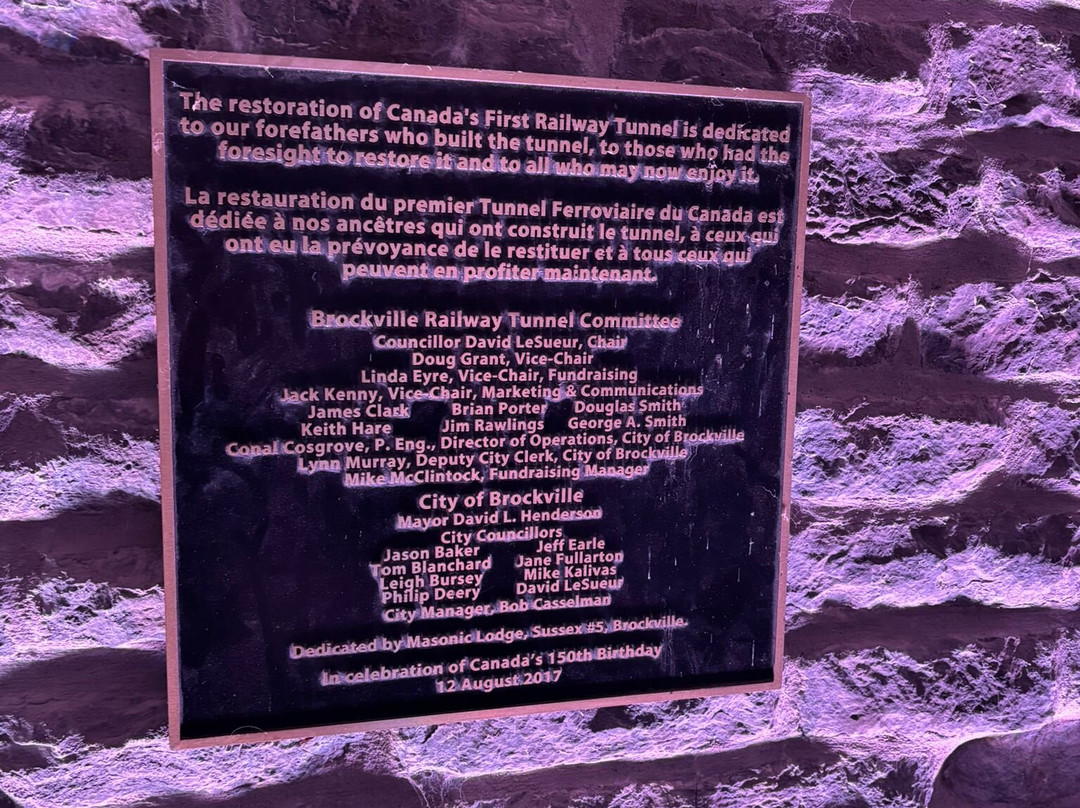 The restoration of Canada's First Railway Tunnel is dedicated
to our forefathers who built the tunnel, to those who had the
foresight to restore it and to all who may now enjoy it.
La restauration du premier Tunnel Ferroviaire du Canada est
dédiée à nos ancêtres qui ont construit le tunnel, à ceux qui
ont eu la prévoyance de le restituer et à tous ceux qui
peuvent en profiter maintenant.
Brockville Railway Tunnel Committee
Councillor David LeSueur, Chair
Doug Grant, Vice-Chair
Linda Eyre, Vice-Chair, Fundraising
Jack Kenny, Vice-Chair, Marketing & Communications
James Clark Brian Porter Douglas Smith
Keith Hare Jim Rawlings George A. Smith
Conal Cosgrove, P. Eng., Director of Operations, City of Brockville
Lynn Murray, Deputy City Clerk, City of Brockville
Mike McClintock, Fundraising Manager
City of Brockville
Mayor David L. Henderson
City Councillors
Jason Baker Jeff Earle
Tom Blanchard Jane Fullarton
Leigh Bursey Mike Kalivas
Philip Deery David LeSueur
City Manager, Bob Casselman
Dedicated by Masonic Lodge, Sussex #5, Brockville.
In celebration of Canada's 150th Birthday
12 August 2017